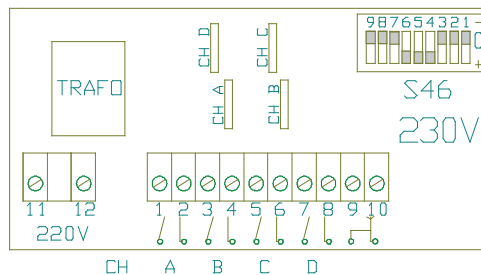 CH D
CH C
987654321
-
0
+
TRAFO
CH A
CH B
S46
230V
11 12
1 2 3 4 5 6 7 8 9 10
220V
CH A B C D